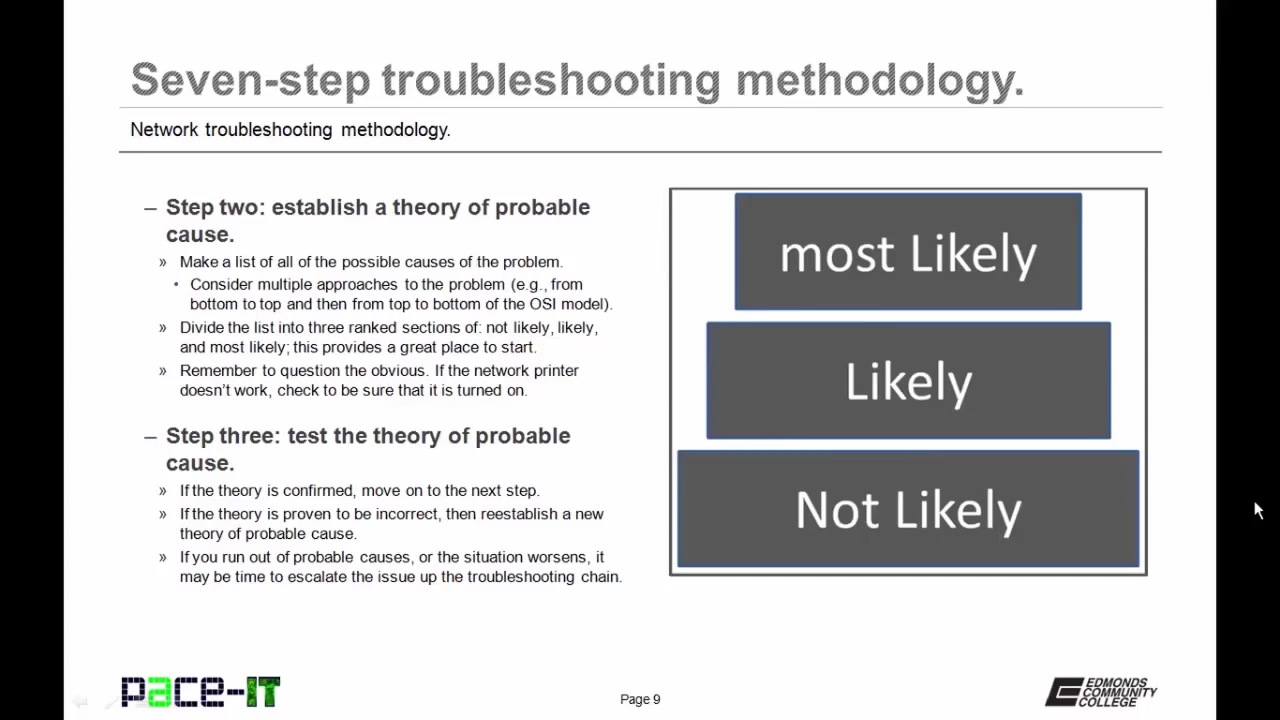 Seven-step troubleshooting methodology.
Network troubleshooting methodology.
– Step two: establish a theory of probable
cause.
» Make a list of all of the possible causes of the problem.
• Consider multiple approaches to the problem (e.g., from
bottom to top and then from top to bottom of the OSI model).
» Divide the list into three ranked sections of: not likely, likely,
and most likely; this provides a great place to start.
» Remember to question the obvious. If the network printer
doesn’t work, check to be sure that it is turned on.
– Step three: test the theory of probable
cause.
» If the theory is confirmed, move on to the next step.
» If the theory is proven to be incorrect, then reestablish a new
theory of probable cause.
» If you run out of probable causes, or the situation worsens, it
may be time to escalate the issue up the troubleshooting chain.
most Likely
Likely
Not Likely
pace-IT
Page 9
EDMONDS
COMMUNITY
COLLEGE